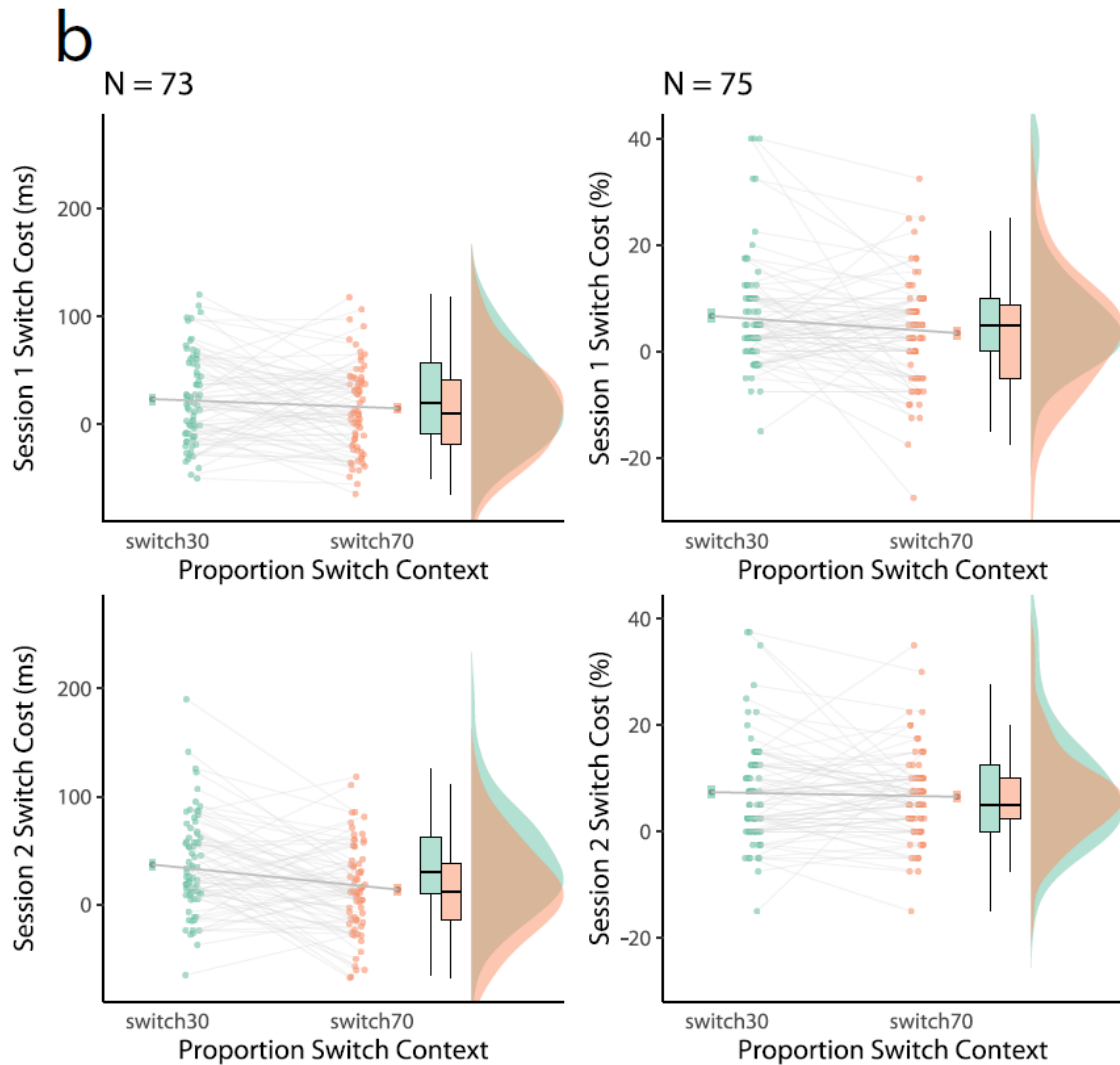 b
N = 73
Session 1 Switch Cost (ms)
200
100
0
switch30
switch70
Proportion Switch Context
N = 75
Session 1 Switch Cost (%)
40
20
0
−20
switch30
switch70
Proportion Switch Context
Session 2 Switch Cost (ms)
200
100
0
switch30
switch70
Proportion Switch Context
Session 2 Switch Cost (%)
40
20
0
−20
switch30
switch70
Proportion Switch Context